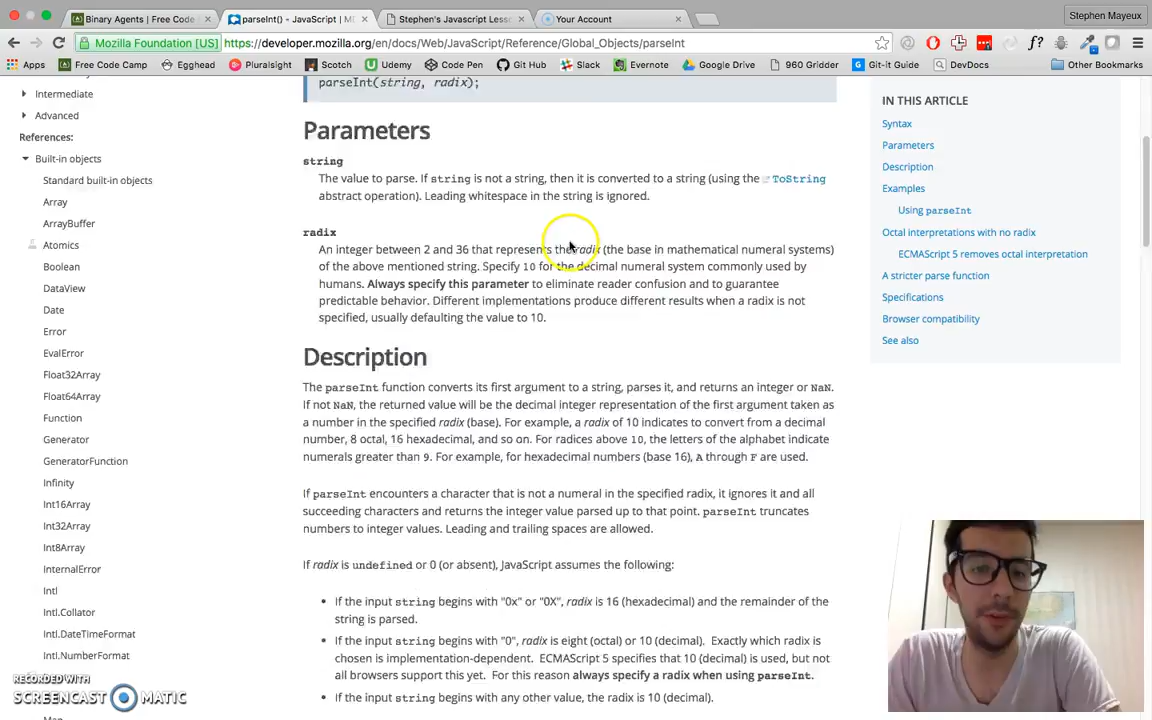 Binary Agents | Free Code
parseInt() - JavaScript | M
Stephen's Javascript Lesso
Your Account
Stephen Mayeux
Mozilla Foundation [US]
https://developer.mozilla.org/en/docs/Web/JavaScript/Reference/Global_Objects/parseInt
Apps
Free Code Camp
Egghead
Pluralsight
Scotch
Udemy
Code Pen
Git Hub
Slack
Evernote
Google Drive
960 Gridder
Git-it Guide
DevDocs
Other Bookmarks
Intermediate
Advanced
References:
Built-in objects
Standard built-in objects
Array
ArrayBuffer
Atomics
Boolean
DataView
Date
Error
EvalError
Float32Array
Float64Array
Function
Generator
GeneratorFunction
Infinity
Int16Array
Int32Array
Int8Array
InternalError
Intl
Intl.Collator
Intl.DateTimeFormat
Intl.NumberFormat
Map
RECORDED WITH
SCREENCAST MATIC
parseInt(string, radix);
Parameters
string
The value to parse. If string is not a string, then it is converted to a string (using the ToString
abstract operation). Leading whitespace in the string is ignored.
radix
An integer between 2 and 36 that represents the radix (the base in mathematical numeral systems)
of the above mentioned string. Specify 10 for the decimal numeral system commonly used by
humans. Always specify this parameter to eliminate reader confusion and to guarantee
predictable behavior. Different implementations produce different results when a radix is not
specified, usually defaulting the value to 10.
Description
The parseInt function converts its first argument to a string, parses it, and returns an integer or NaN.
If not NaN, the returned value will be the decimal integer representation of the first argument taken as
a number in the specified radix (base). For example, a radix of 10 indicates to convert from a decimal
number, 8 octal, 16 hexadecimal, and so on. For radices above 10, the letters of the alphabet indicate
numerals greater than 9. For example, for hexadecimal numbers (base 16), A through F are used.
If parseInt encounters a character that is not a numeral in the specified radix, it ignores it and all
succeeding characters and returns the integer value parsed up to that point. parseInt truncates
numbers to integer values. Leading and trailing spaces are allowed.
If radix is undefined or 0 (or absent), JavaScript assumes the following:
• If the input string begins with "0x" or "0X", radix is 16 (hexadecimal) and the remainder of the
string is parsed.
• If the input string begins with "0", radix is eight (octal) or 10 (decimal). Exactly which radix is
chosen is implementation-dependent. ECMAScript 5 specifies that 10 (decimal) is used, but not
all browsers support this yet. For this reason always specify a radix when using parseInt.
• If the input string begins with any other value, the radix is 10 (decimal).
IN THIS ARTICLE
Syntax
Parameters
Description
Examples
Using parseInt
Octal interpretations with no radix
ECMAScript 5 removes octal interpretation
A stricter parse function
Specifications
Browser compatibility
See also